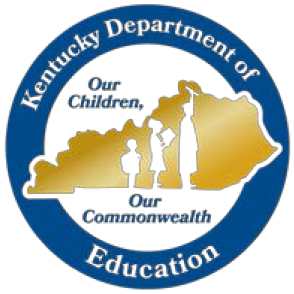 Kentucky Department of
Our
Children,
Our
Commonwealth
Education